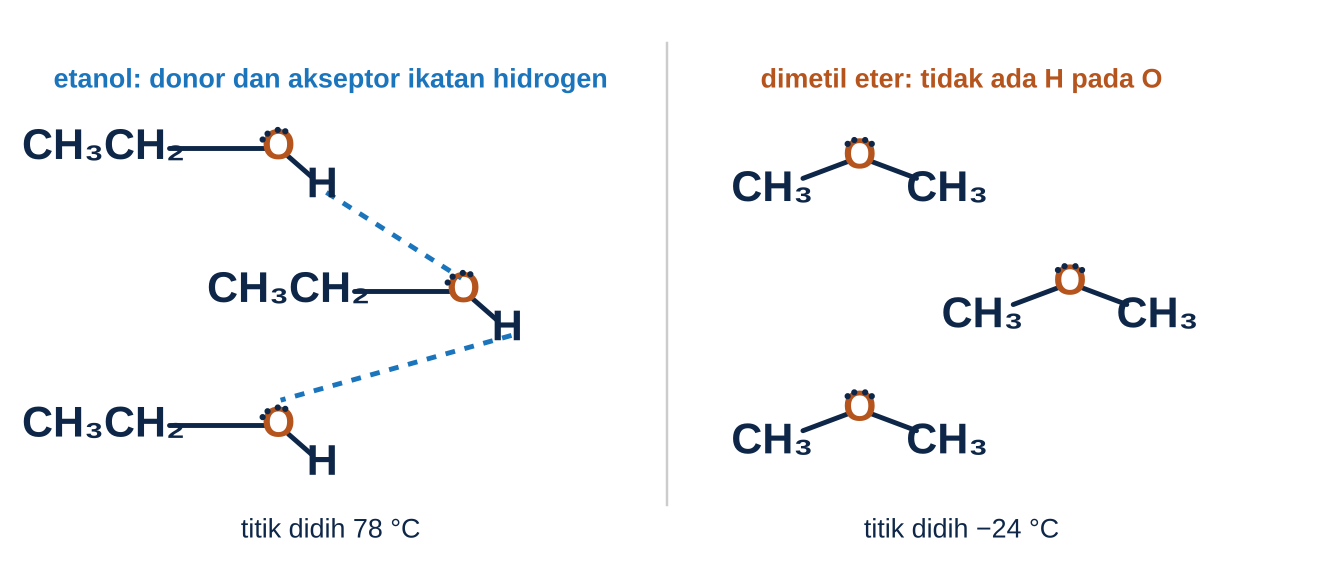 etanol: donor dan akseptor ikatan hidrogen
CH₃CH₂ O
H
CH₃CH₂ O
H
CH₃CH₂ O
H
titik didih 78 °C
dimetil eter: tidak ada H pada O
O
CH₃ CH₃
O
CH₃ CH₃
O
CH₃ CH₃
titik didih −24 °C